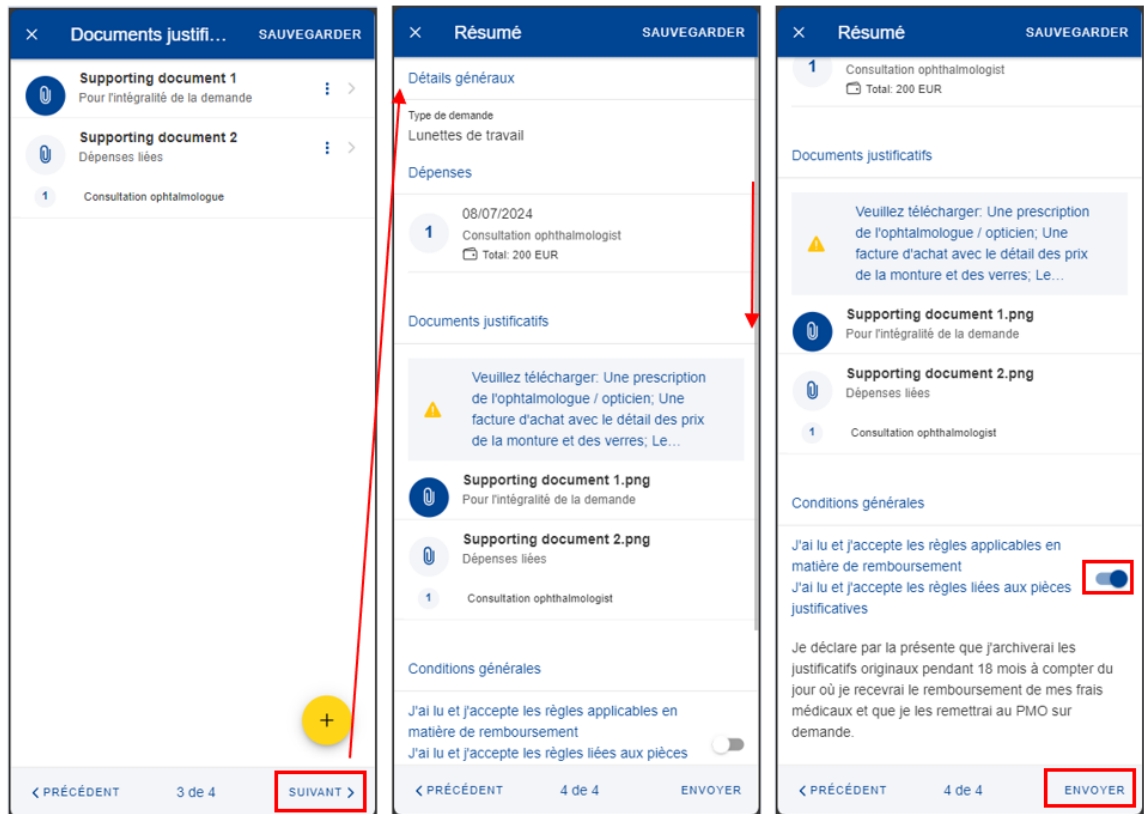 Documents justifi...
SAUVEGARDER
Supporting document 1
Pour l'intégralité de la demande
Supporting document 2
Dépenses liées
1
Consultation ophtalmologue
+
PRÉCÉDENT
3 de 4
SUIVANT
Résumé
SAUVEGARDER
Détails généraux
Type de demande
Lunettes de travail
Dépenses
1
08/07/2024
Consultation ophthalmologist
Total: 200 EUR
Documents justificatifs
Veuillez télécharger: Une prescription
de l'ophtalmologue / opticien; Une
facture d'achat avec le détail des prix
de la monture et des verres; Le...
Supporting document 1.png
Pour l'intégralité de la demande
Supporting document 2.png
Dépenses liées
1
Consultation ophthalmologist
Conditions générales
J'ai lu et j'accepte les règles applicables en
matière de remboursement
J'ai lu et j'accepte les règles liées aux pièces
PRÉCÉDENT
4 de 4
ENVOYER
Résumé
SAUVEGARDER
1
Consultation ophthalmologist
Total: 200 EUR
Documents justificatifs
Veuillez télécharger: Une prescription
de l'ophtalmologue / opticien; Une
facture d'achat avec le détail des prix
de la monture et des verres; Le...
Supporting document 1.png
Pour l'intégralité de la demande
Supporting document 2.png
Dépenses liées
1
Consultation ophthalmologist
Conditions générales
J'ai lu et j'accepte les règles applicables en
matière de remboursement
J'ai lu et j'accepte les règles liées aux pièces
justificatives
Je déclare par la présente que j'archiverai les
justificatifs originaux pendant 18 mois à compter du
jour où je recevrai le remboursement de mes frais
médicaux et que je les remettrai au PMO sur
demande.
PRÉCÉDENT
4 de 4
ENVOYER